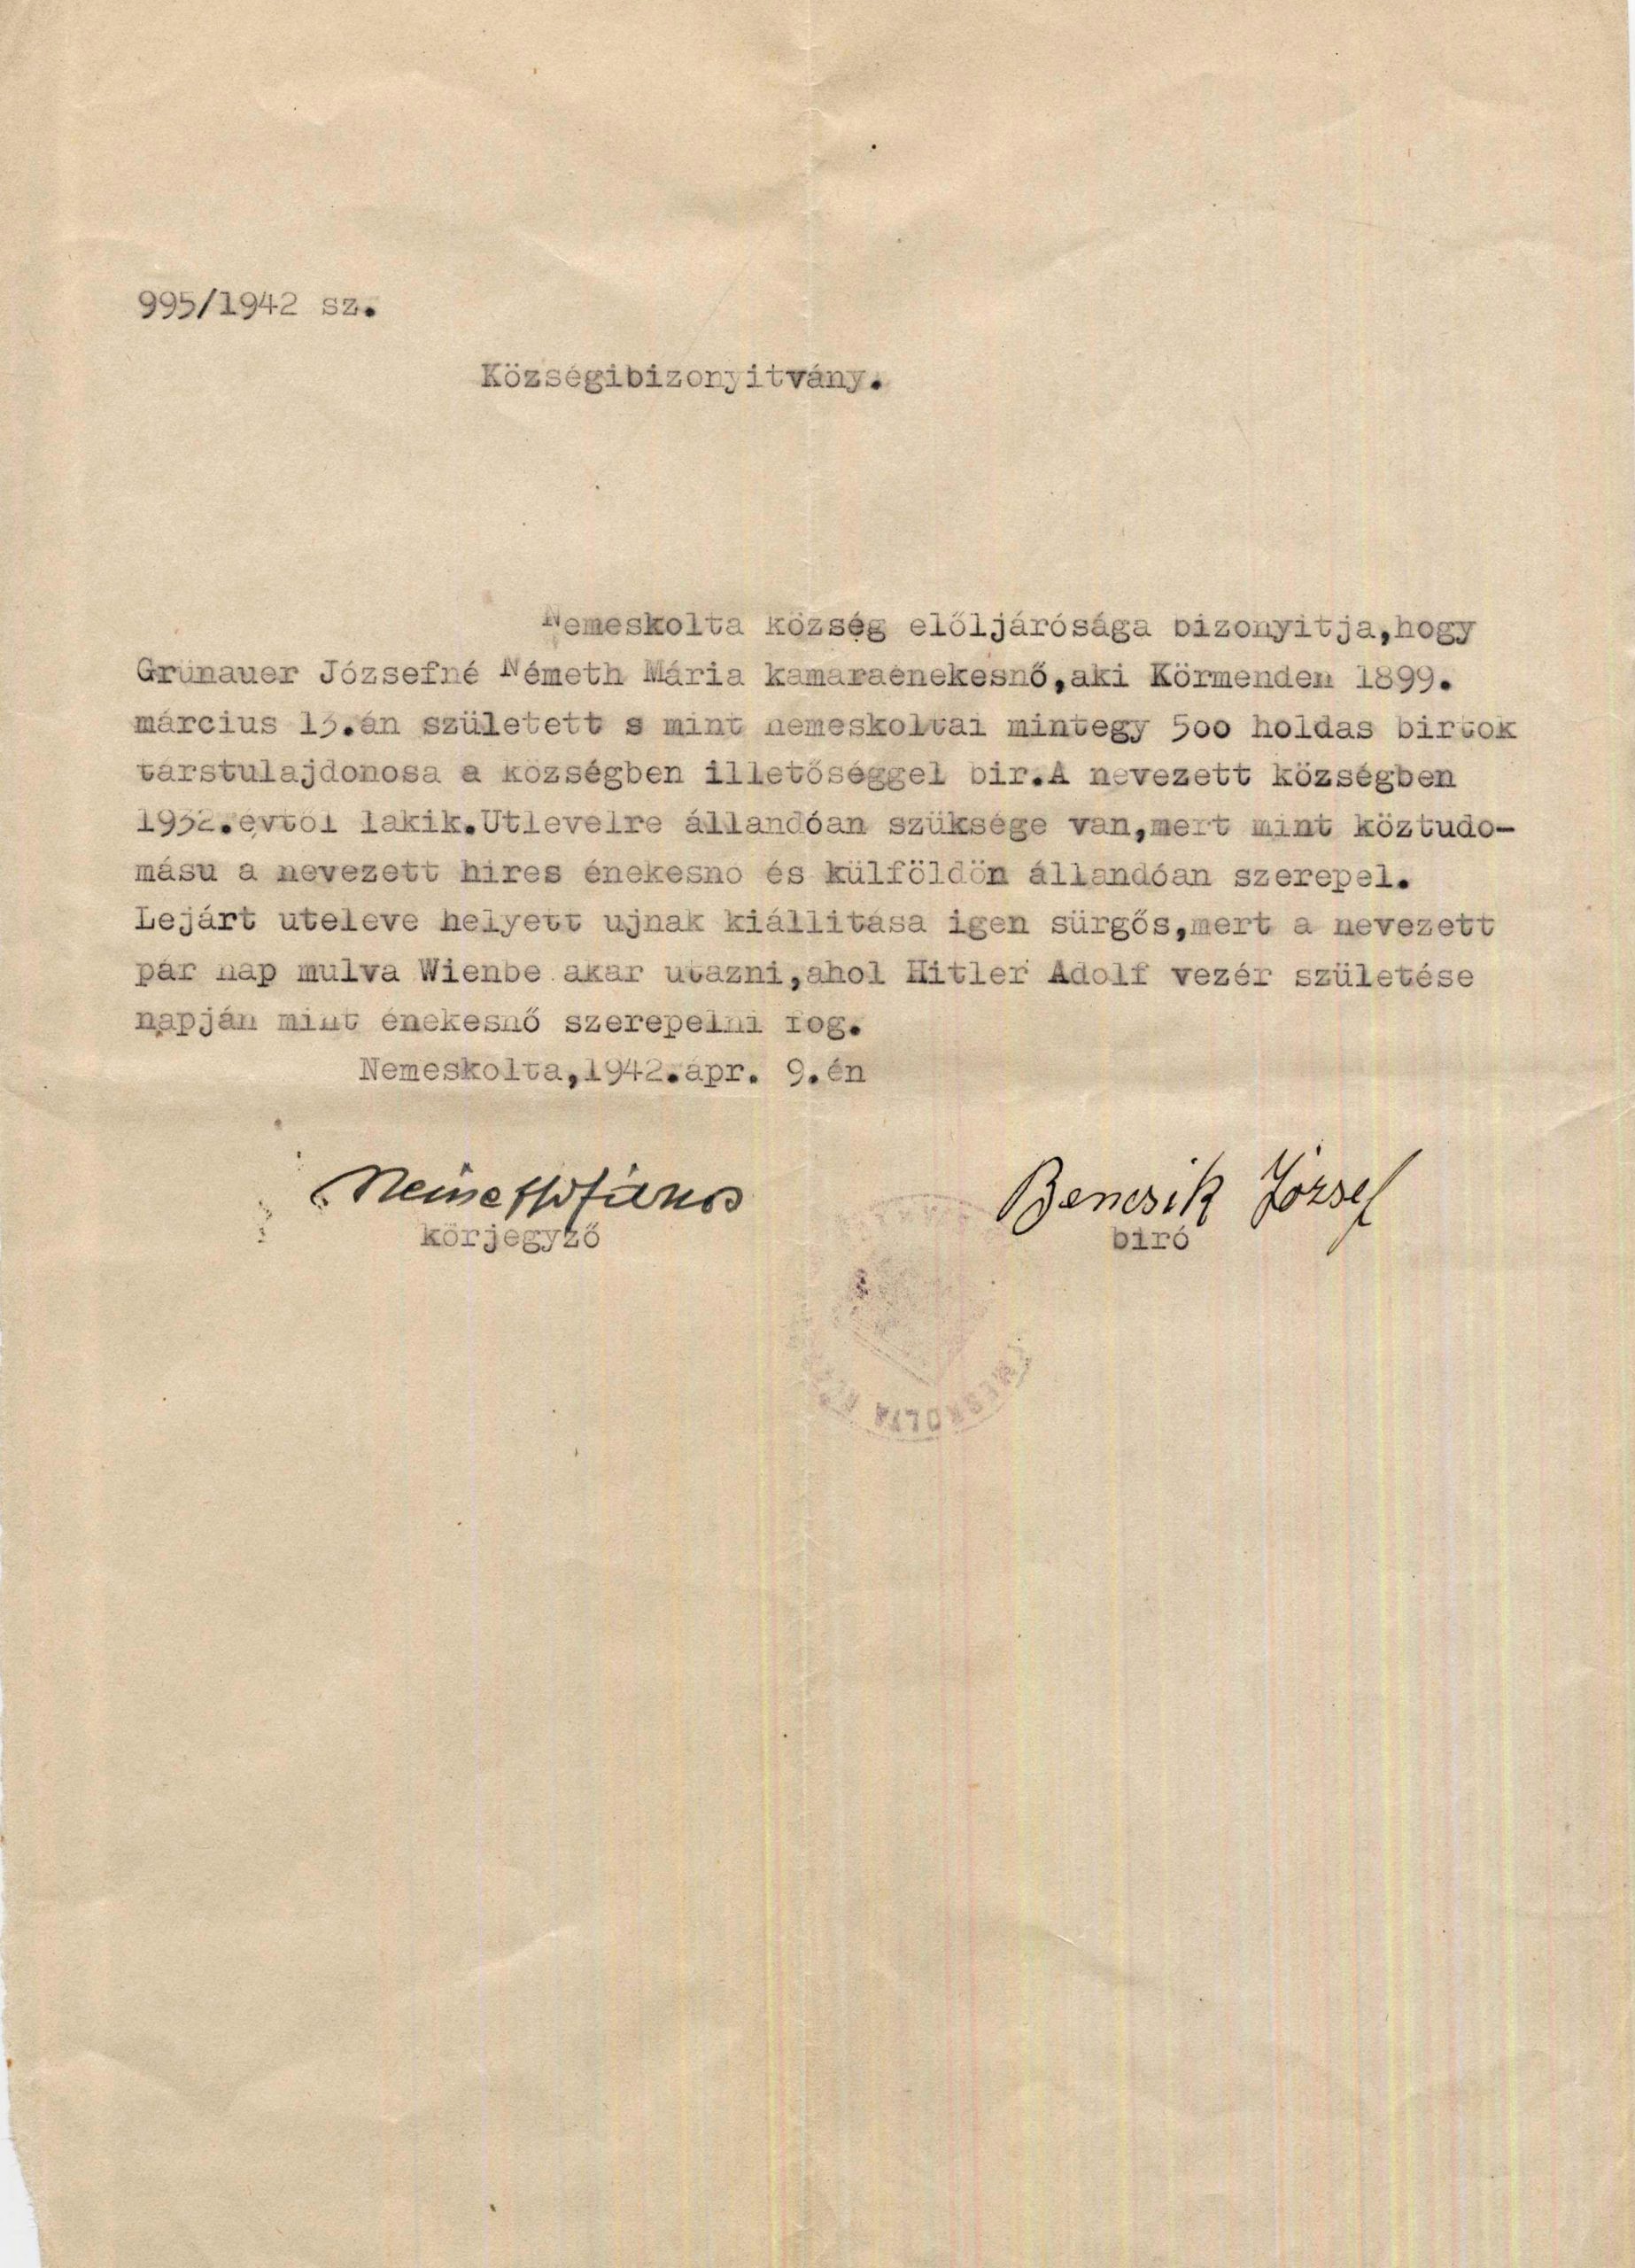 995/1942 sz.
Községibizonyitvány.
Nemeskolta község előljárósága bizonyitja,hogy
Grünauer Józsefné Németh Mária kamaraénekesnő,aki Körmenden 1899.
március 13.án született s mint nemeskoltai mintegy 500 holdas birtok
társtulajdonosa a községben illetőséggel bir.A nevezett községben
1932.évtől lakik.Utlevelre állandóan szüksége van,mert mint köztudo-
másu a nevezett hires énekesnő és külföldön állandóan szerepel.
Lejárt uteleve helyett ujnak kiállitása igen sürgős,mert a nevezett
pár nap mulva Wienbe akar utazni,ahol Hitler Adolf vezér születése
napján mint énekesnő szerepelni fog.
Nemeskolta,1942.ápr. 9.én
Bencsik József
körjegyző biró